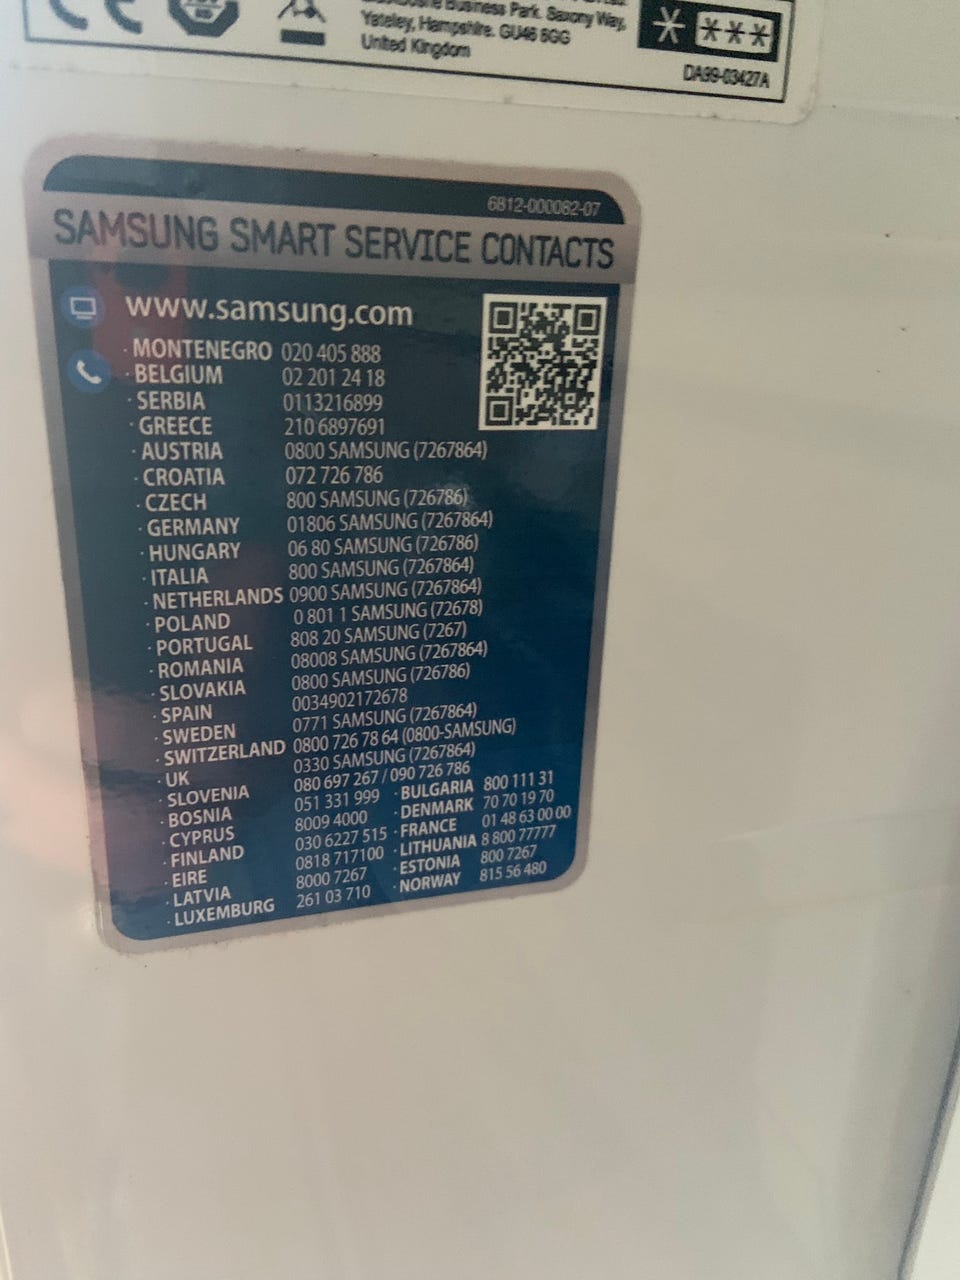 Business Park. Saxony Way,
Yateley, Hampshire. GU46 6GG
United Kingdom
DA99-03427A
6812-000082-07
SAMSUNG SMART SERVICE CONTACTS
www.samsung.com
· MONTENEGRO 020 405 888
· BELGIUM 02 201 24 18
· SERBIA 0113216899
· GREECE 210 6897691
· AUSTRIA 0800 SAMSUNG (7267864)
· CROATIA 072 726 786
· CZECH 800 SAMSUNG (726786)
· GERMANY 01806 SAMSUNG (7267864)
· HUNGARY 06 80 SAMSUNG (726786)
· ITALIA 800 SAMSUNG (7267864)
· NETHERLANDS 0900 SAMSUNG (7267864)
· POLAND 0 801 1 SAMSUNG (72678)
· PORTUGAL 808 20 SAMSUNG (7267)
· ROMANIA 08008 SAMSUNG (7267864)
· SLOVAKIA 0800 SAMSUNG (726786)
· SPAIN 0034902172678
· SWEDEN 0771 SAMSUNG (7267864)
· SWITZERLAND 0800 726 78 64 (0800-SAMSUNG)
· UK 0330 SAMSUNG (7267864)
· SLOVENIA 080 697 267 / 090 726 786
· BOSNIA 051 331 999 · BULGARIA 800 111 31
· CYPRUS 8009 4000 · DENMARK 70 70 19 70
· FINLAND 030 6227 515 · FRANCE 01 48 63 00 00
· EIRE 0818 717100 · LITHUANIA 8 800 77777
· LATVIA 8000 7267 · ESTONIA 800 7267
· LUXEMBURG 261 03 710 · NORWAY 815 56 480